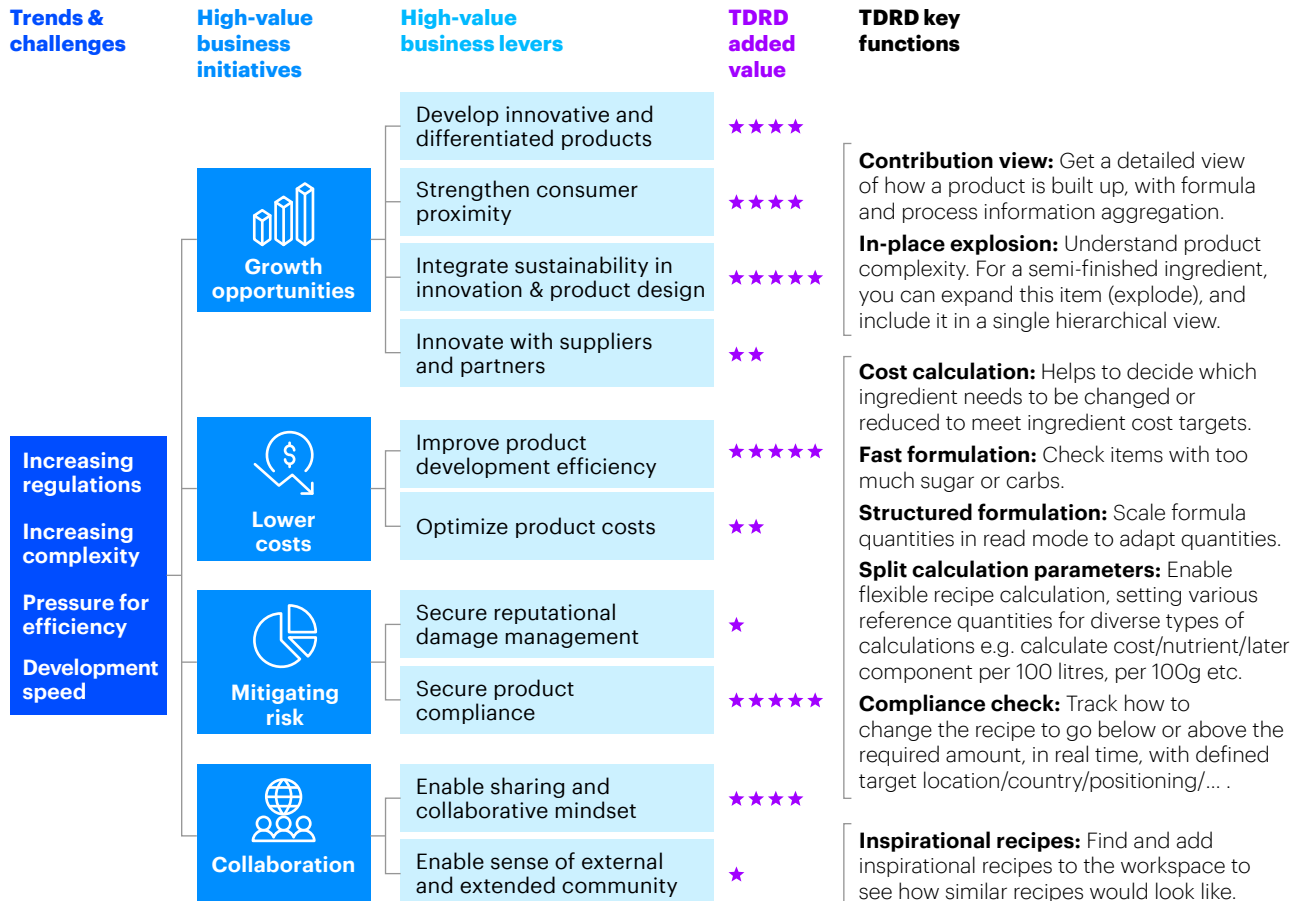 Trends &
challenges
High-value
business
initiatives
High-value
business levers
TDRD
added
value
TDRD key
functions
Increasing
regulations
Increasing
complexity
Pressure for
efficiency
Development
speed
Growth
opportunities
Develop innovative and
differentiated products
★★★★
Strengthen consumer
proximity
★★★★
Integrate sustainability in
innovation & product design
★★★★★
Innovate with suppliers
and partners
★★
$
Lower
costs
Improve product
development efficiency
★★★★★
Optimize product costs
★★
Mitigating
risk
Secure reputational
damage management
★
Secure product
compliance
★★★★★
Collaboration
Enable sharing and
collaborative mindset
★★★★
Enable sense of external
and extended community
★
Contribution view: Get a detailed view
of how a product is built up, with formula
and process information aggregation.
In-place explosion: Understand product
complexity. For a semi-finished ingredient,
you can expand this item (explode), and
include it in a single hierarchical view.
Cost calculation: Helps to decide which
ingredient needs to be changed or
reduced to meet ingredient cost targets.
Fast formulation: Check items with too
much sugar or carbs.
Structured formulation: Scale formula
quantities in read mode to adapt quantities.
Split calculation parameters: Enable
flexible recipe calculation, setting various
reference quantities for diverse types of
calculations e.g. calculate cost/nutrient/later
component per 100 litres, per 100g etc.
Compliance check: Track how to
change the recipe to go below or above the
required amount, in real time, with defined
target location/country/positioning/... .
Inspirational recipes: Find and add
inspirational recipes to the workspace to
see how similar recipes would look like.